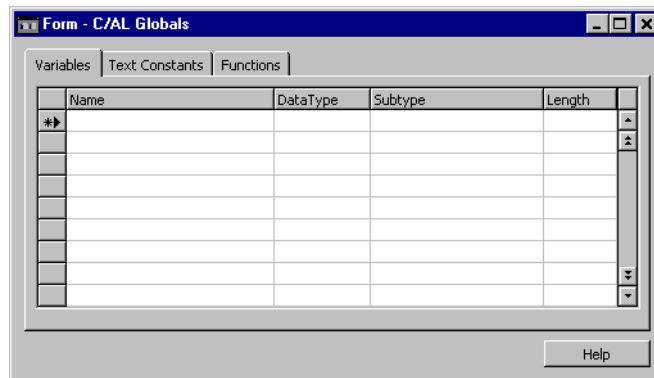 Form - C/AL Globals
Variables Text Constants Functions
Name DataType Subtype Length
Help